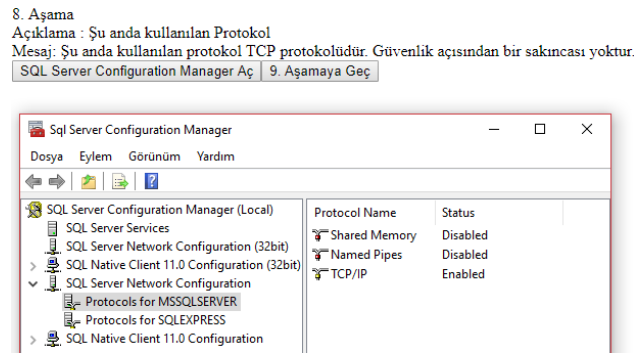 8. Aşama
Açıklama : Şu anda kullanılan Protokol
Mesaj: Şu anda kullanılan protokol TCP protokolüdür. Güvenlik açısından bir sakıncası yoktur.
SQL Server Configuration Manager Aç 9. Aşamaya Geç
Sql Server Configuration Manager
Dosya Eylem Görünüm Yardım
SQL Server Configuration Manager (Local)
SQL Server Services
SQL Server Network Configuration (32bit)
SQL Native Client 11.0 Configuration (32bit)
SQL Server Network Configuration
Protocols for MSSQLSERVER
Protocols for SQLEXPRESS
SQL Native Client 11.0 Configuration
Protocol Name Status
Shared Memory Disabled
Named Pipes Disabled
TCP/IP Enabled